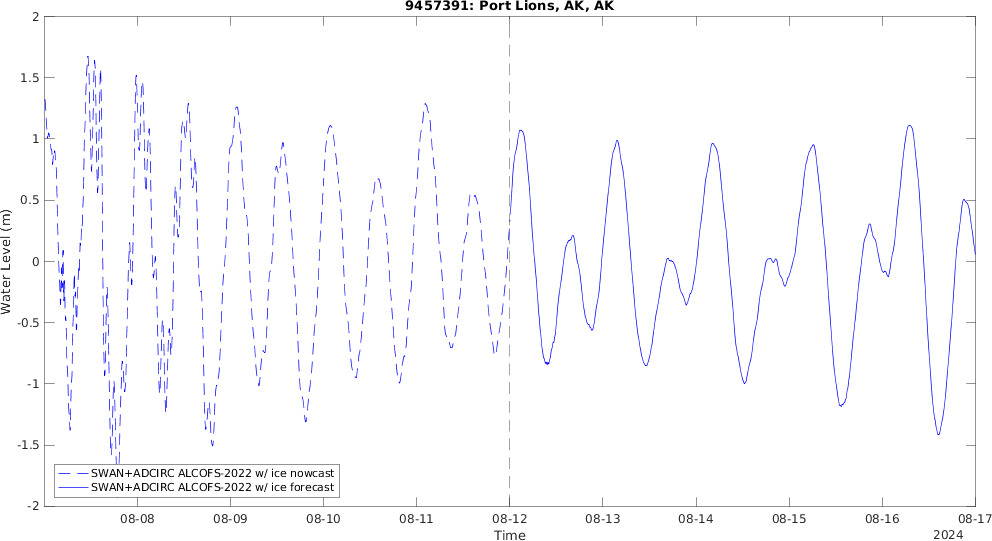 9457391: Port Lions, AK, AK
2
1.5
1
0.5
0
-0.5
-1
-1.5
-2
Water Level (m)
SWAN+ADCIRC ALCOFS-2022 w/ ice nowcast
SWAN+ADCIRC ALCOFS-2022 w/ ice forecast
08-08 08-09 08-10 08-11 08-12 08-13 08-14 08-15 08-16 08-17
Time
2024